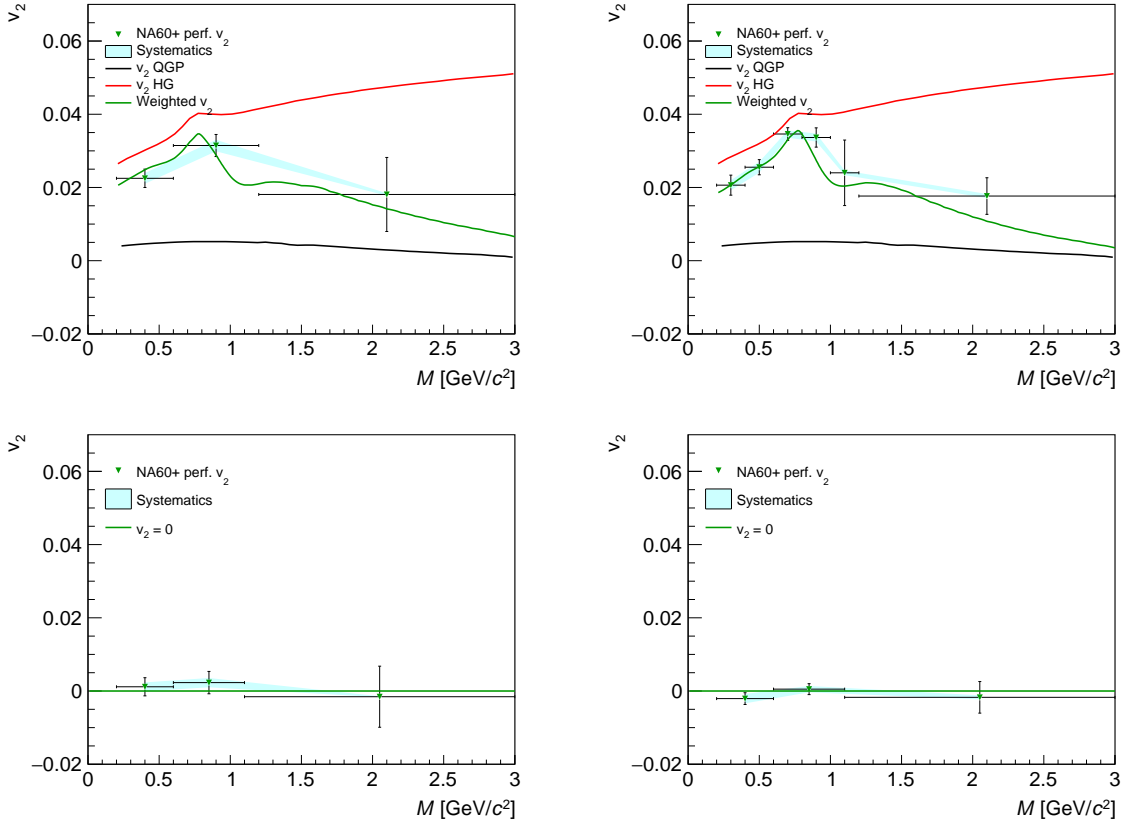 v2
0.06
0.04
0.02
0
−0.02
NA60+ perf. v2
Systematics
v2 QGP
v2 HG
Weighted v2
0 0.5 1 1.5 2 2.5 3
M [GeV/c2]
v2
0.06
0.04
0.02
0
−0.02
NA60+ perf. v2
Systematics
v2 QGP
v2 HG
Weighted v2
0 0.5 1 1.5 2 2.5 3
M [GeV/c2]
v2
0.06
0.04
0.02
0
−0.02
NA60+ perf. v2
Systematics
v2 = 0
0 0.5 1 1.5 2 2.5 3
M [GeV/c2]
v2
0.06
0.04
0.02
0
−0.02
NA60+ perf. v2
Systematics
v2 = 0
0 0.5 1 1.5 2 2.5 3
M [GeV/c2]